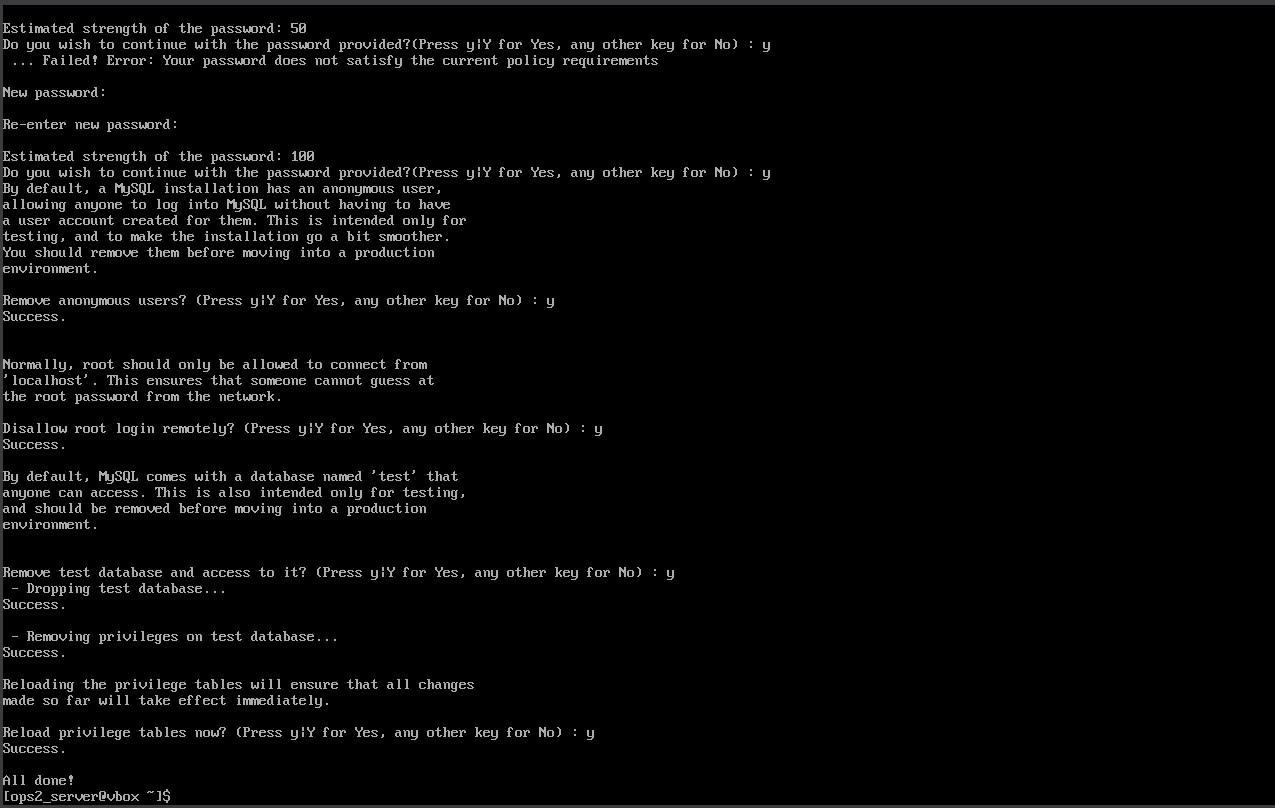 Estimated strength of the password: 50
Do you wish to continue with the password provided?(Press y|Y for Yes, any other key for No) : y
 ... Failed! Error: Your password does not satisfy the current policy requirements
New password:
Re-enter new password:
Estimated strength of the password: 100
Do you wish to continue with the password provided?(Press y|Y for Yes, any other key for No) : y
By default, a MySQL installation has an anonymous user,
allowing anyone to log into MySQL without having to have
a user account created for them. This is intended only for
testing, and to make the installation go a bit smoother.
You should remove them before moving into a production
environment.
Remove anonymous users? (Press y|Y for Yes, any other key for No) : y
Success.
Normally, root should only be allowed to connect from
'localhost'. This ensures that someone cannot guess at
the root password from the network.
Disallow root login remotely? (Press y|Y for Yes, any other key for No) : y
Success.
By default, MySQL comes with a database named 'test' that
anyone can access. This is also intended only for testing,
and should be removed before moving into a production
environment.
Remove test database and access to it? (Press y|Y for Yes, any other key for No) : y
 - Dropping test database...
Success.
 - Removing privileges on test database...
Success.
Reloading the privilege tables will ensure that all changes
made so far will take effect immediately.
Reload privilege tables now? (Press y|Y for Yes, any other key for No) : y
Success.
All done!
[ops2_server@vbox ~]$